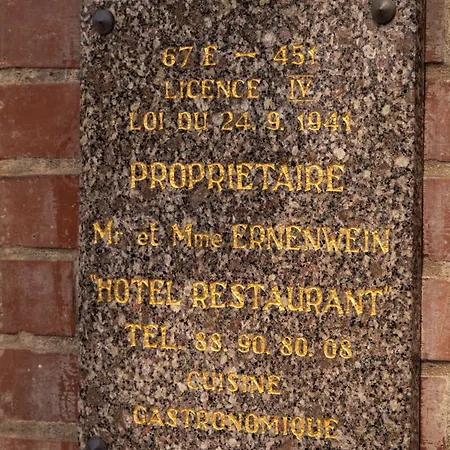 67 E – 451
LICENCE IV
LOI DU 24. 9. 1941
PROPRIETAIRE
Mr et Mme ERNENWEIN
"HOTEL RESTAURANT"
TEL. 88. 90. 80. 08
CUISINE
GASTRONOMIQUE